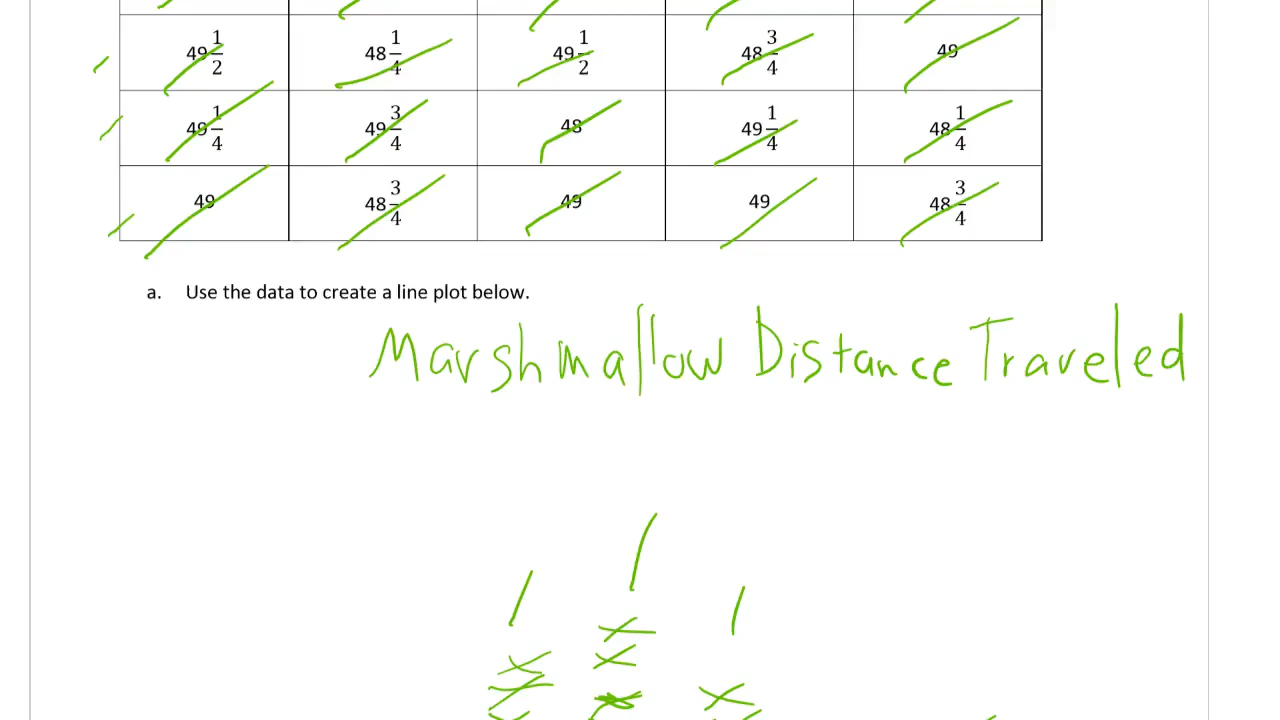 49 1/2 48 1/4 49 1/2 48 3/4 49
49 1/4 49 3/4 48 49 1/4 48 1/4
49 48 3/4 49 49 48 3/4
a. Use the data to create a line plot below.
Marshmallow Distance Traveled
x
x x
x x x